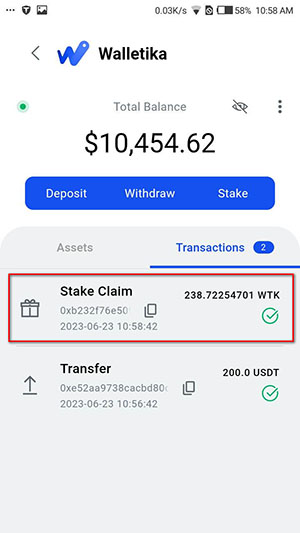 0.03K/s 58% 10:58 AM
Walletika
Total Balance
$10,454.62
Deposit Withdraw Stake
Assets Transactions 2
Stake Claim 238.72254701 WTK
0xb232f76e50
2023-06-23 10:58:42
Transfer 200.0 USDT
0xe52aa9738cacbd80
2023-06-23 10:56:42